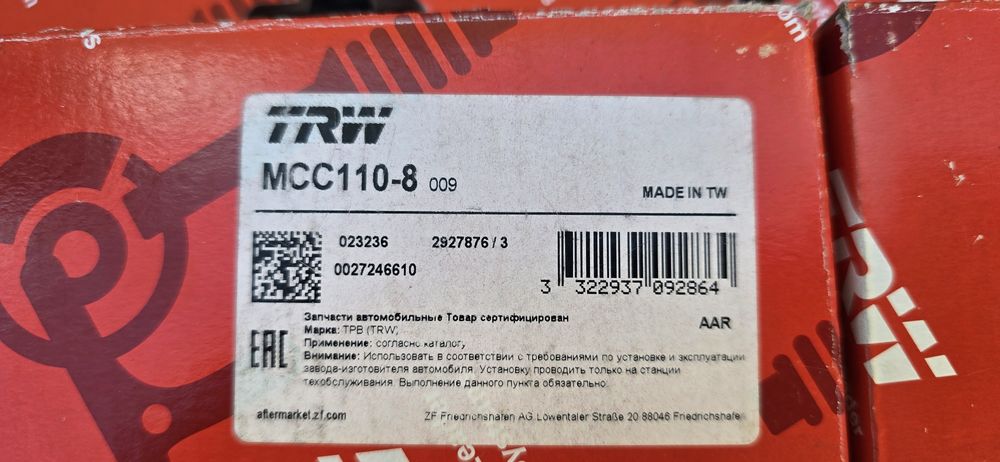 TRW
MCC110-8 009
MADE IN TW
023236 2927876 / 3
0027246610
3 322937 092864
AAR
Запчасти автомобильные Товар сертифицирован
Марка: ТРВ (TRW)
Применение: согласно каталогу
Внимание: Использовать в соответствии с требованиями по установке и эксплуатации
завода-изготовителя автомобиля. Установку проводить только на станции
техобслуживания. Выполнение данного пункта обязательно
EAC
aftermarket.zf.com
ZF Friedrichshafen AG, Löwentaler Straße 20 88046 Friedrichshafe
TRW